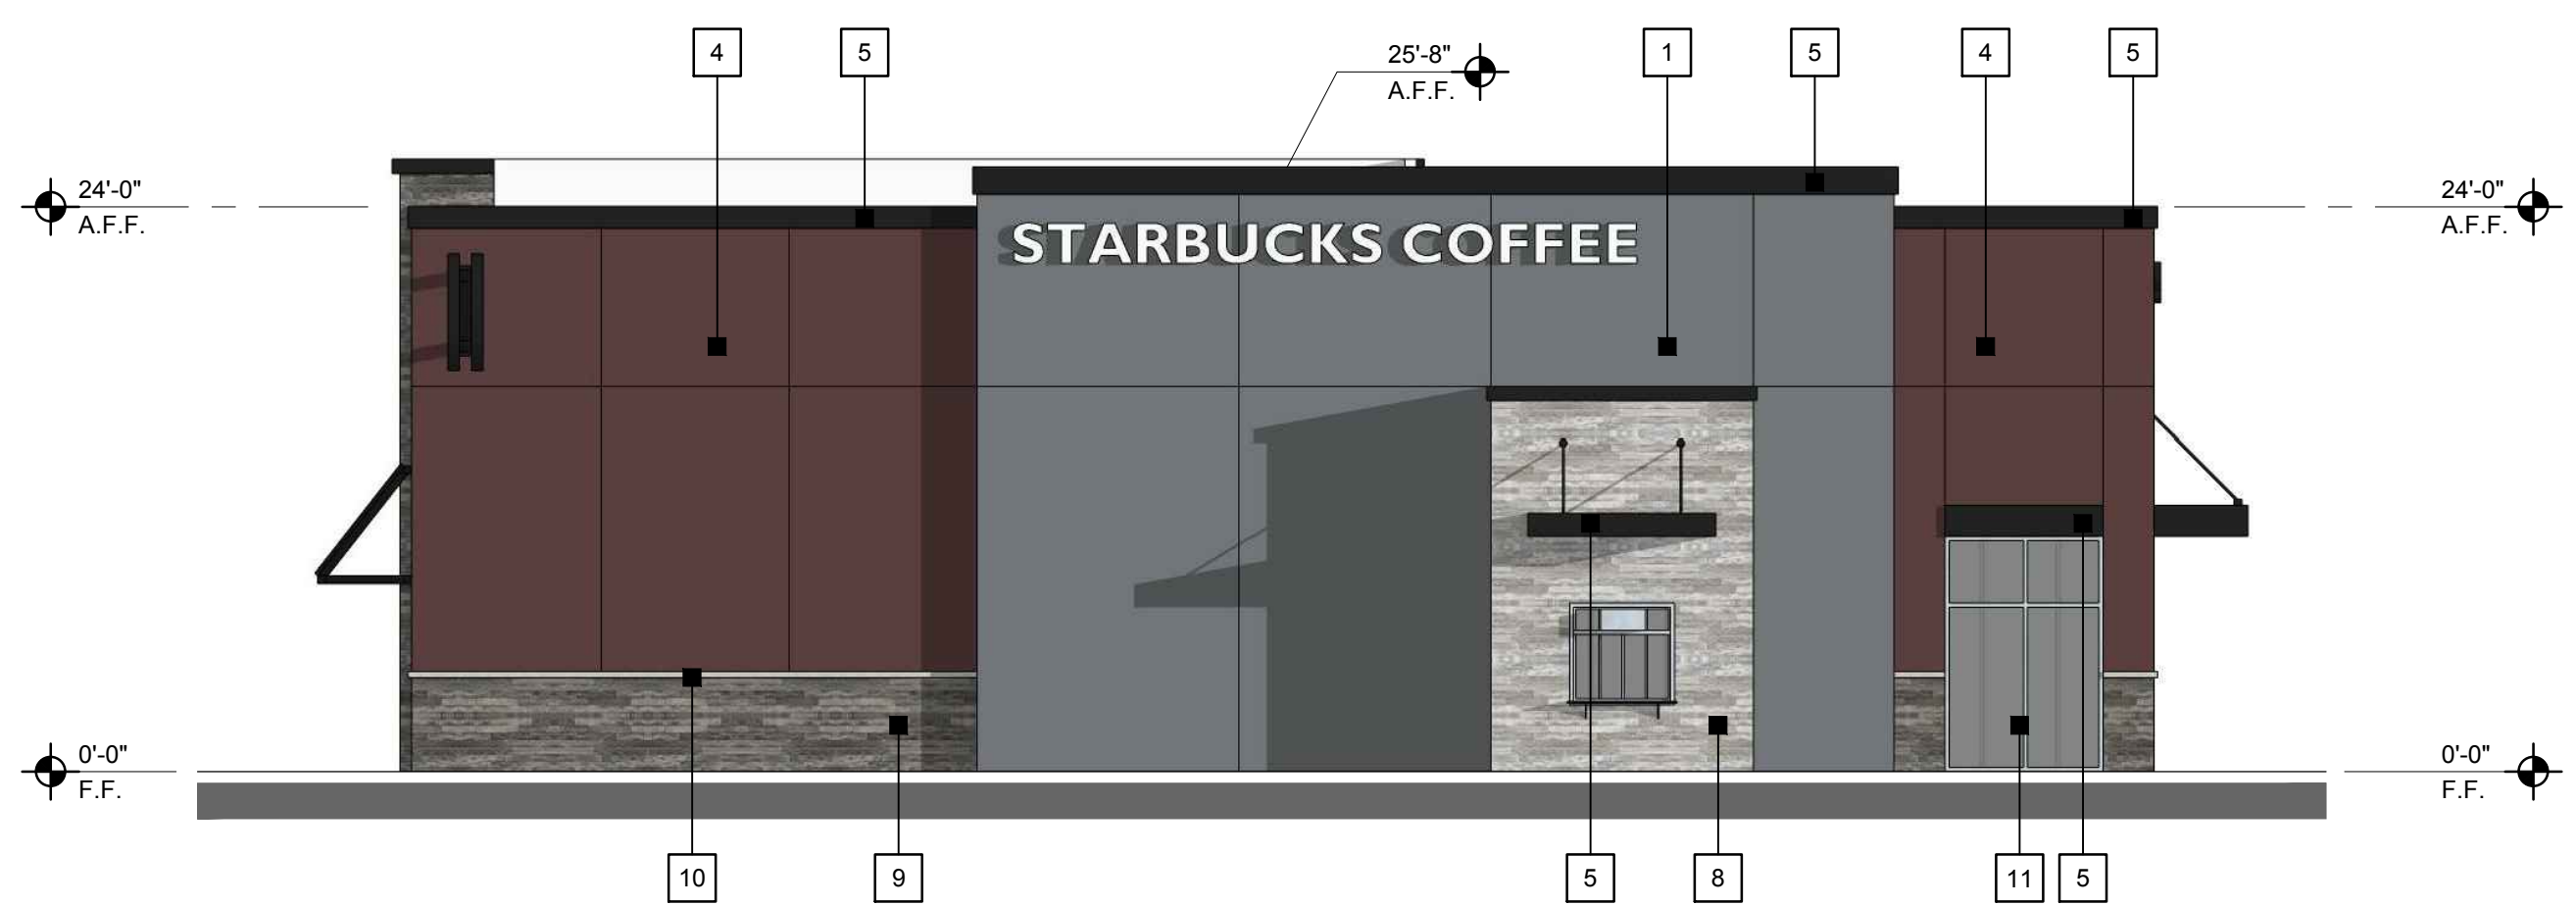 4
5
25'-8"
A.F.F.
1
5
4
5
24'-0"
A.F.F.
24'-0"
A.F.F.
STARBUCKS COFFEE
0'-0"
F.F.
0'-0"
F.F.
10
9
5
8
11
5